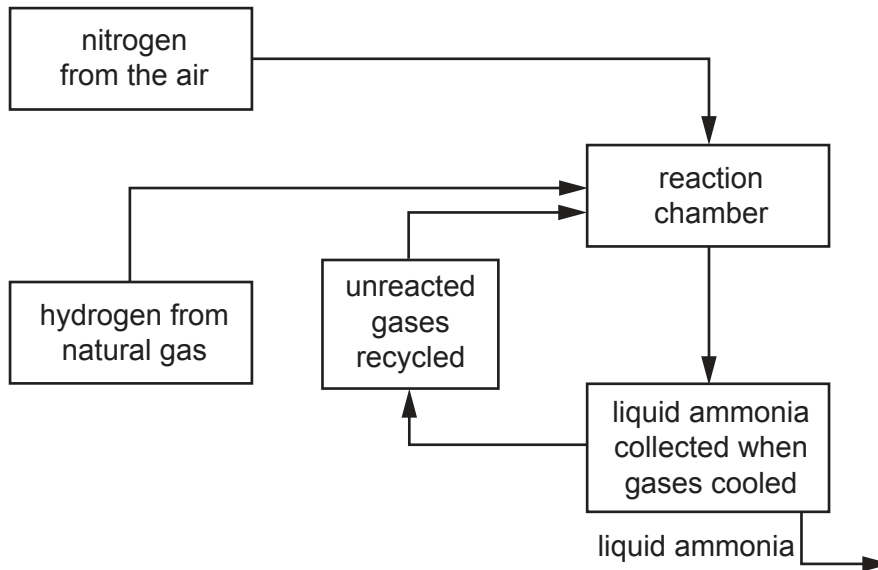 nitrogen
from the air
reaction
chamber
hydrogen from
natural gas
unreacted
gases
recycled
liquid ammonia
collected when
gases cooled
liquid ammonia